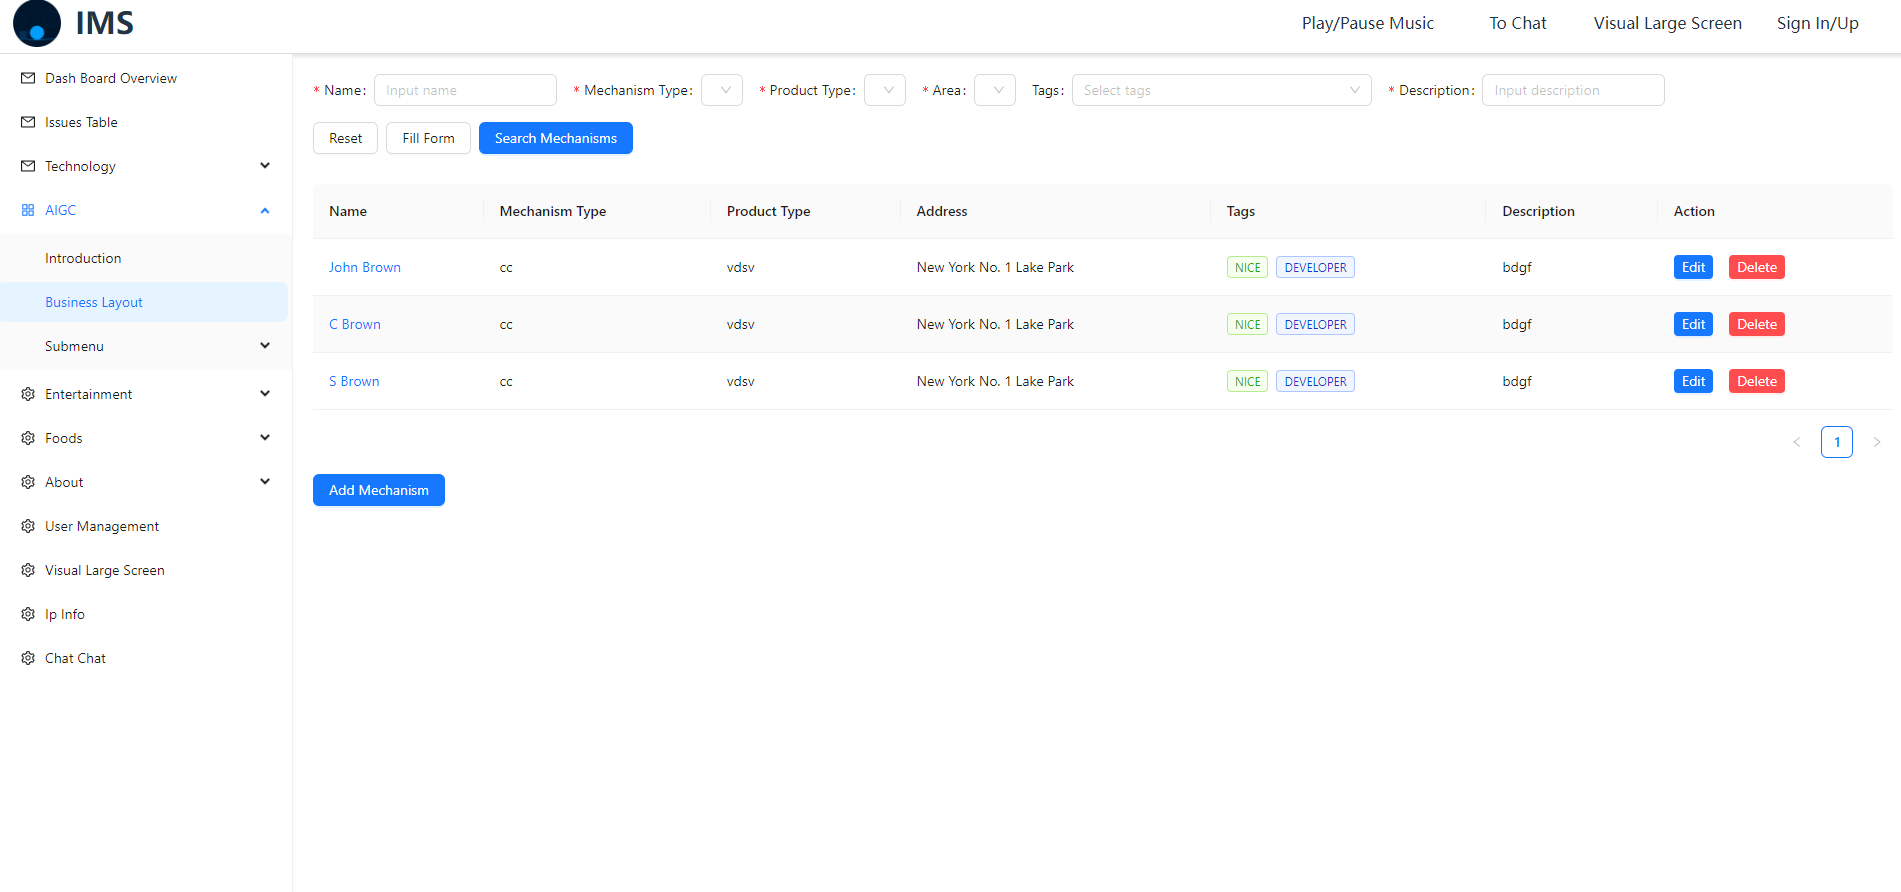 IMS
Play/Pause Music To Chat Visual Large Screen Sign In/Up
Dash Board Overview
Issues Table
Technology
AIGC
Introduction
Business Layout
Submenu
Entertainment
Foods
About
User Management
Visual Large Screen
Ip Info
Chat Chat
* Name: Input name * Mechanism Type: * Product Type: * Area: Tags: Select tags * Description: Input description
Reset Fill Form Search Mechanisms
Name Mechanism Type Product Type Address Tags Description Action
John Brown cc vdsv New York No. 1 Lake Park NICE DEVELOPER bdgf Edit Delete
C Brown cc vdsv New York No. 1 Lake Park NICE DEVELOPER bdgf Edit Delete
S Brown cc vdsv New York No. 1 Lake Park NICE DEVELOPER bdgf Edit Delete
1
Add Mechanism